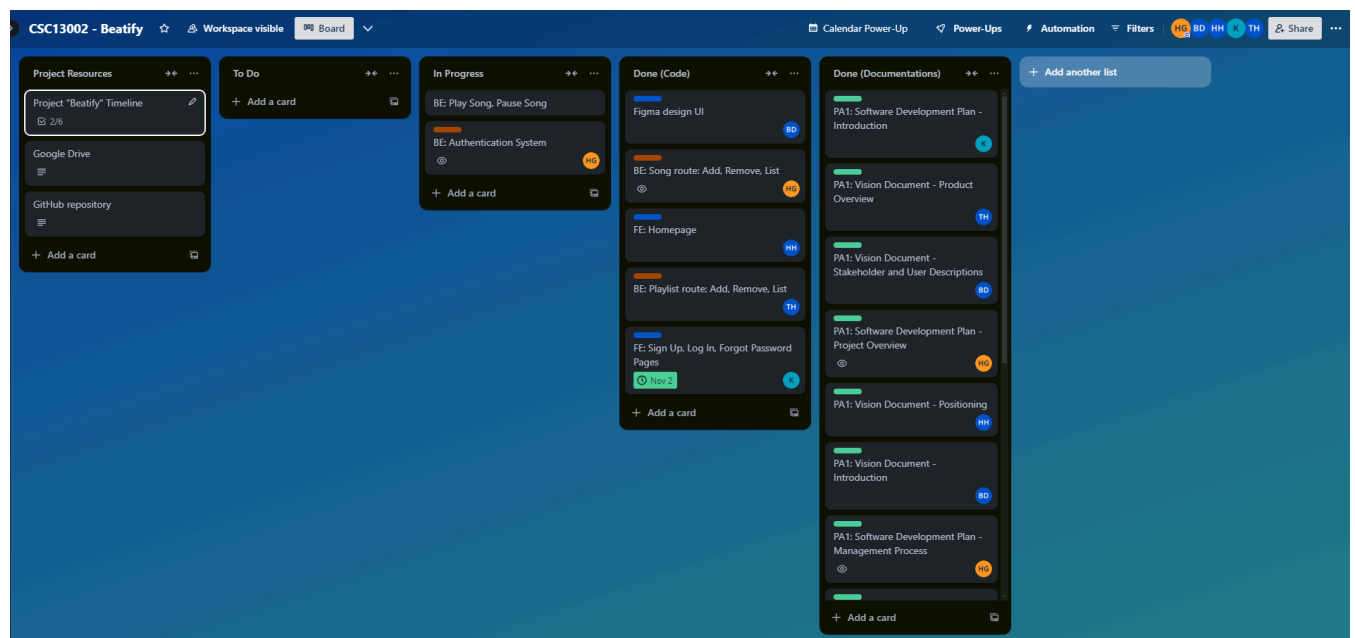 CSC13002 - Beatify
Workspace visible
Board
Calendar Power-Up
Power-Ups
Automation
Filters
HG
BD
HH
K
TH
Share
Project Resources
Project "Beatify" Timeline
2/6
Google Drive
GitHub repository
+ Add a card
To Do
+ Add a card
In Progress
BE: Play Song, Pause Song
BE: Authentication System
HG
+ Add a card
Done (Code)
Figma design UI
BD
BE: Song route: Add, Remove, List
HG
FE: Homepage
HH
BE: Playlist route: Add, Remove, List
TH
FE: Sign Up, Log In, Forgot Password
Pages
Nov 2
K
+ Add a card
Done (Documentations)
PA1: Software Development Plan -
Introduction
K
PA1: Vision Document - Product
Overview
TH
PA1: Vision Document -
Stakeholder and User Descriptions
BD
PA1: Software Development Plan -
Project Overview
HG
PA1: Vision Document - Positioning
HH
PA1: Vision Document -
Introduction
BD
PA1: Software Development Plan -
Management Process
HG
+ Add a card
+ Add another list